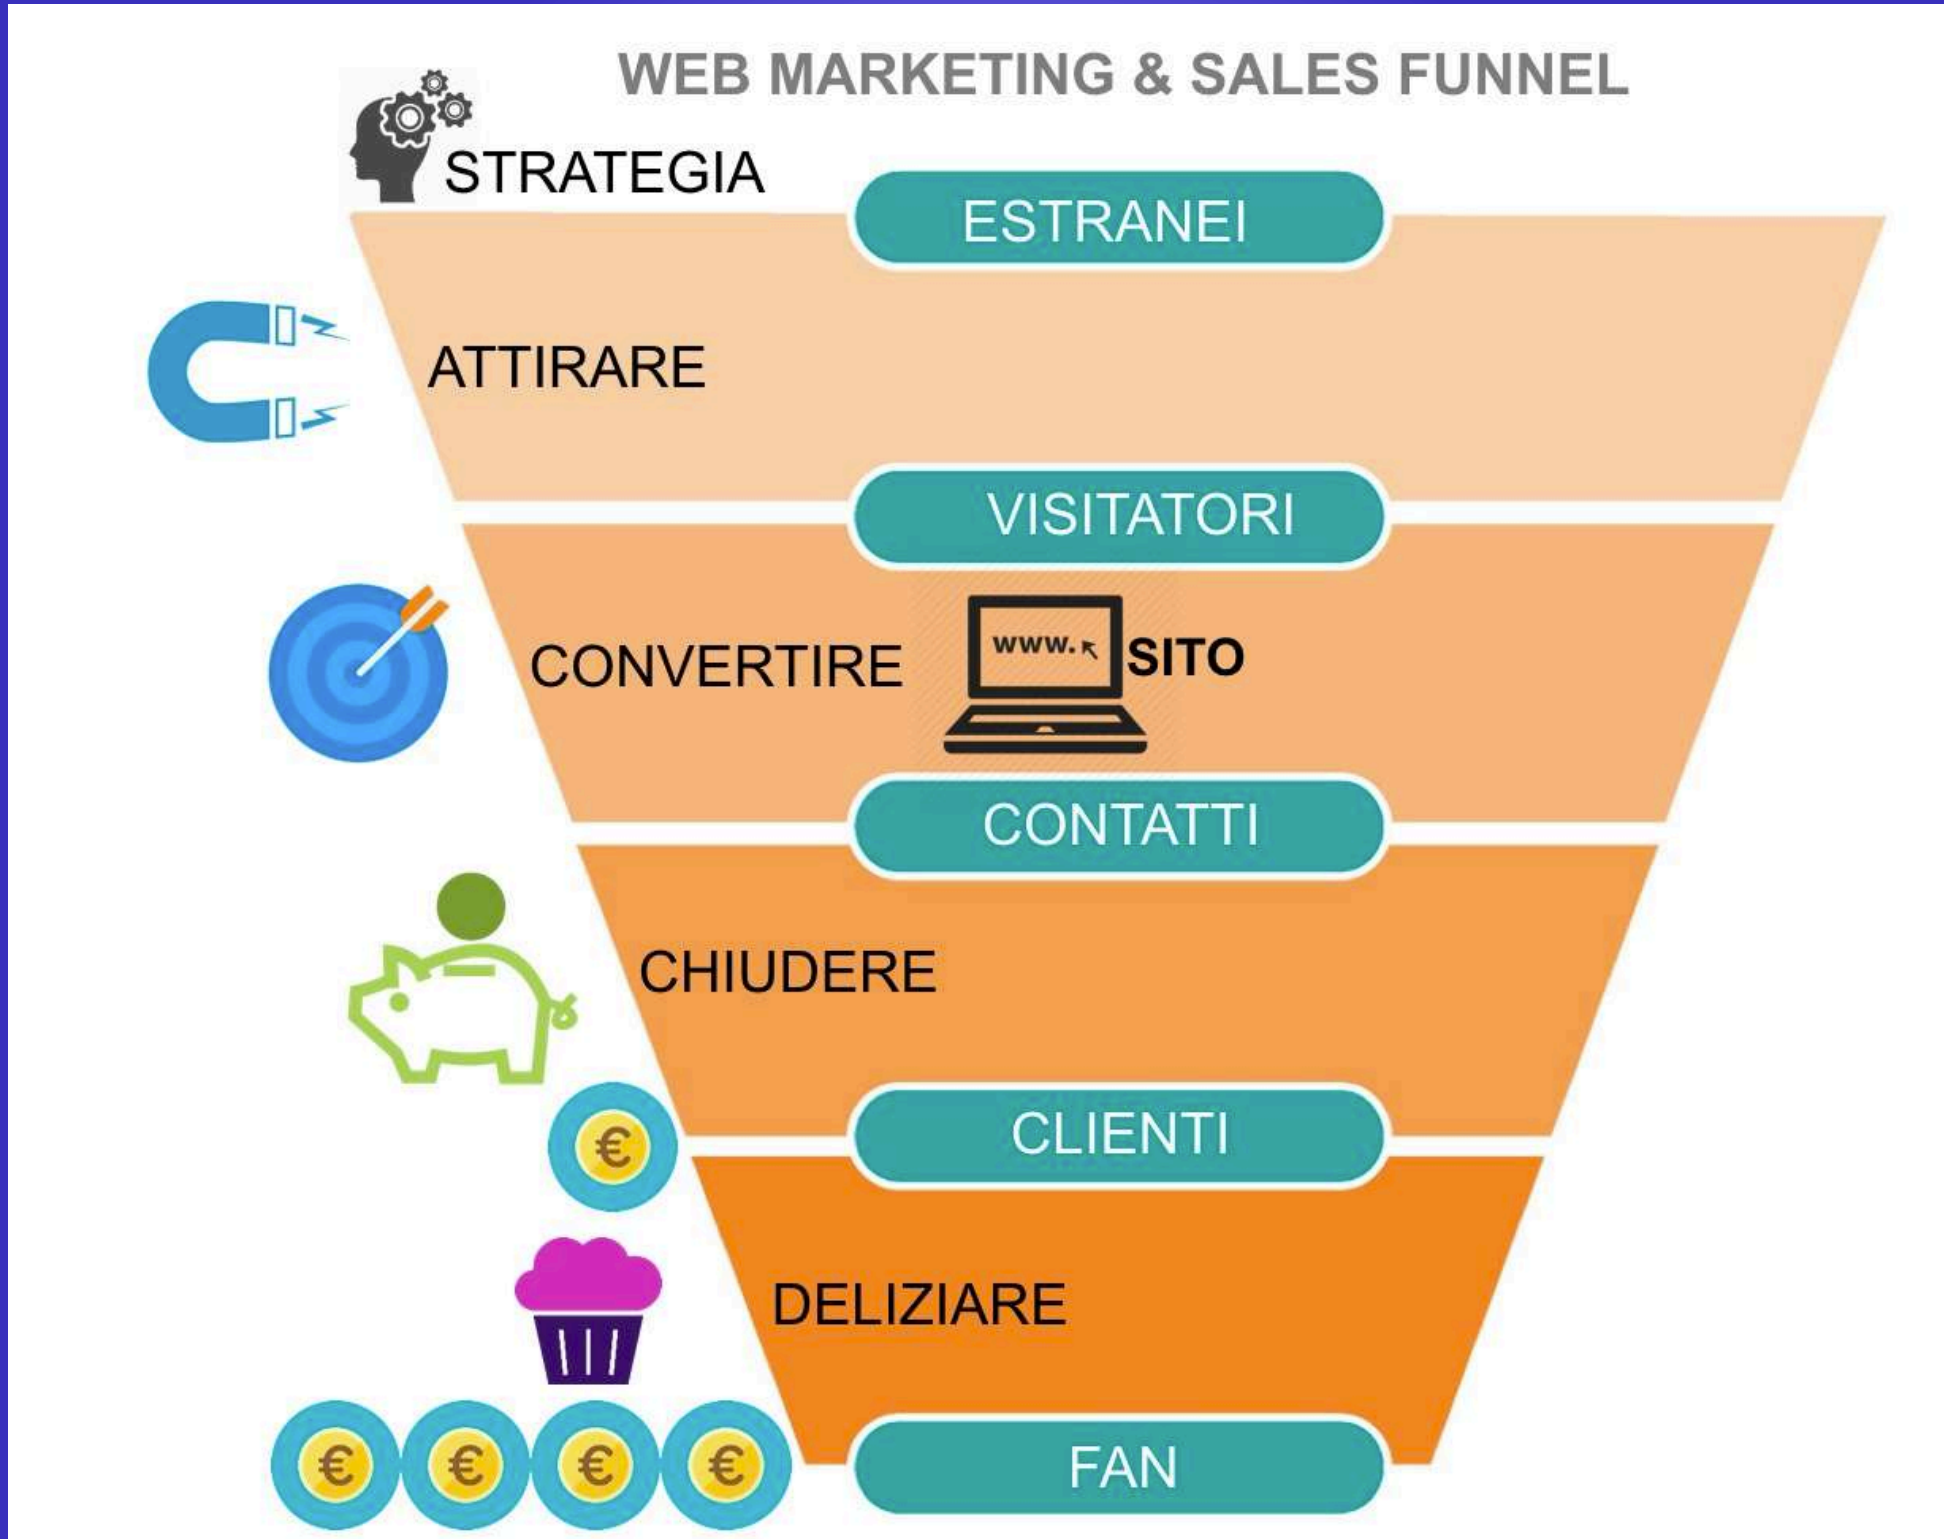 WEB MARKETING & SALES FUNNEL
STRATEGIA
ESTRANEI
ATTIRARE
VISITATORI
www.
SITO
CONVERTIRE
CONTATTI
CHIUDERE
CLIENTI
€
DELIZIARE
€ € € €
FAN